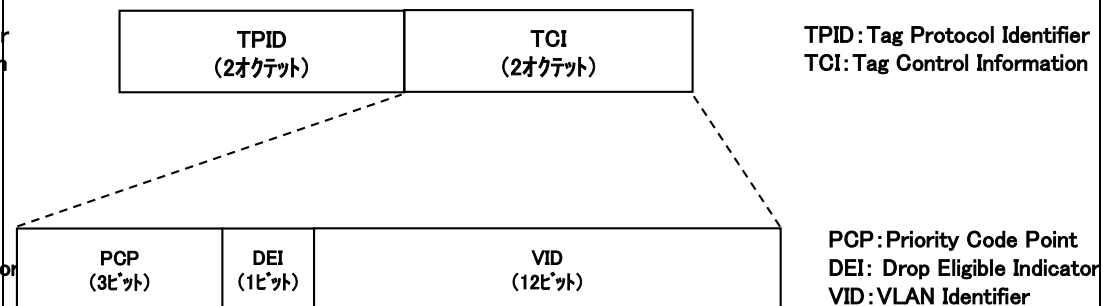 TPID
(2オクテット)
TCI
(2オクテット)
TPID:Tag Protocol Identifier
TCI:Tag Control Information
PCP
(3ビット)
DEI
(1ビット)
VID
(12ビット)
PCP:Priority Code Point
DEI: Drop Eligible Indicator
VID:VLAN Identifier